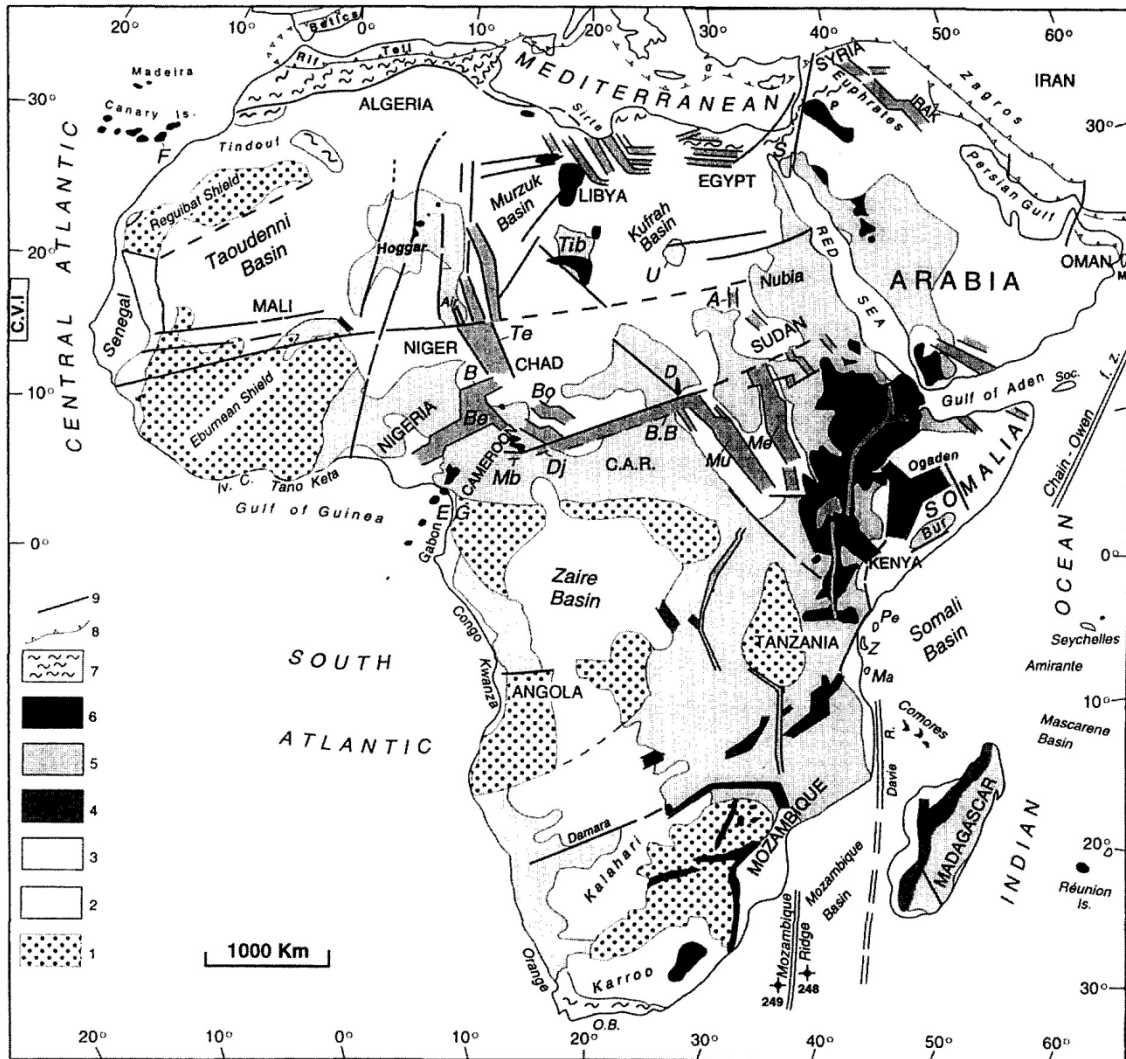 20° 10° 0° 10° 20° 30° 40° 50° 60°
Betics
Rif Tell
Madeira
Canary Is.
F
30°
MEDITERRANEAN
SYRIA
IRAK
Euphrates
Zagros
IRAN
30°
P
S
ALGERIA
Sirte
Tindouf
Reguibat Shield
Murzuk
Basin
LIBYA
EGYPT
Persian Gulf
CENTRAL ATLANTIC
20°
Taoudenni
Basin
Hoggar
Tib
Kufrah
Basin
U
RED SEA
ARABIA
OMAN
M
20°
C.V.I
Senegal
MALI
Air
Te
A-H
Nubia
SUDAN
NIGER
CHAD
10°
Eburnean Shield
NIGERIA
B
Be
Bo
D
B.B
Gulf of Aden
Soc.
Chain - Owen f. z.
10°
Iv. C.
Tano Keta
Gulf of Guinea
CAMEROON
Mb
Dj
C.A.R.
Mu
Me
Ogaden
SOMALIA
Bur
E
G
Gabon
0°
KENYA
0°
OCEAN
Zaire
Basin
Congo
Pe
Z
Ma
Somali
Basin
Seychelles
Amirante
9
8
7
6
5
4
3
2
1
SOUTH
ATLANTIC
Kwanza
ANGOLA
TANZANIA
10°
Comores
Mascarene
Basin
Davie R.
Damara
Kalahari
MOZAMBIQUE
Mozambique
Basin
MADAGASCAR
INDIAN
20°
Réunion
Is.
1000 Km
Orange
Karroo
O.B.
Mozambique
Ridge
249
248
30°
30°
20° 10° 0° 10° 20° 30° 40° 50° 60°